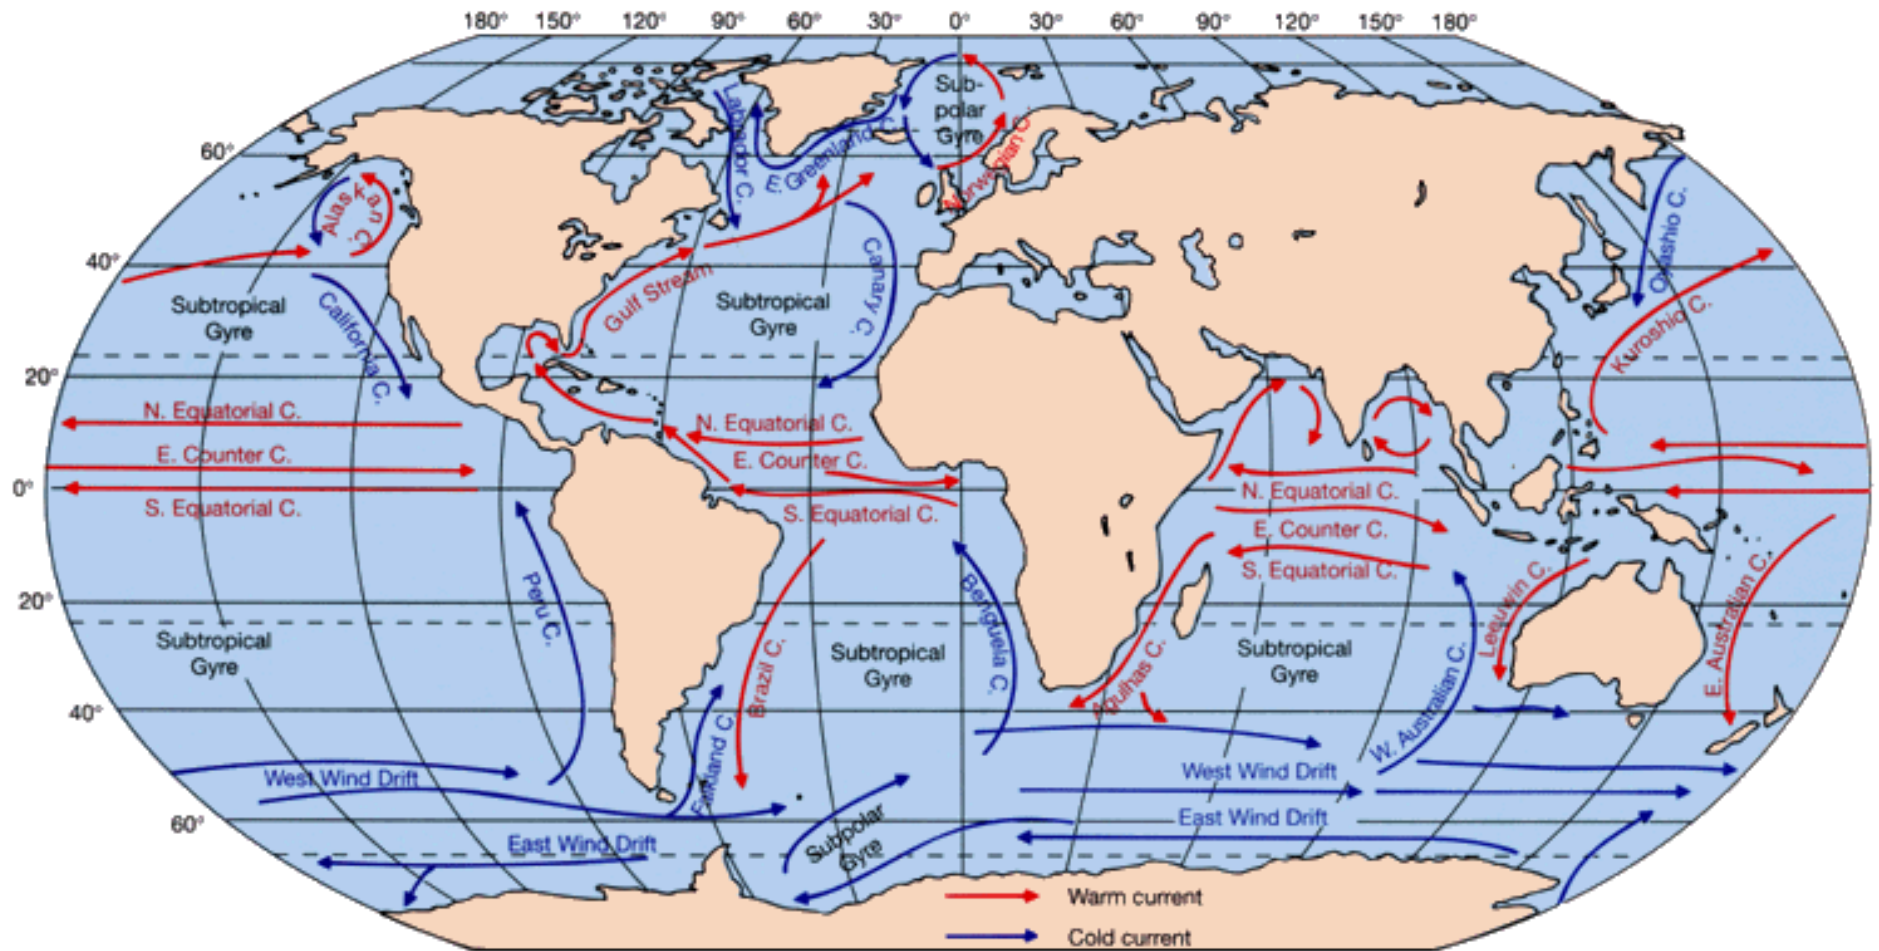 180° 150° 120° 90° 60° 30° 0° 30° 60° 90° 120° 150° 180°
60°
40°
20°
0°
20°
40°
60°
Sub-
polar
Gyre
Labrador C.
E. Greenland C.
Norwegian C.
Alaskan C.
Oyashio C.
Subtropical
Gyre
California C.
Gulf Stream
Subtropical
Gyre
Canary C.
Kuroshio C.
N. Equatorial C.
E. Counter C.
S. Equatorial C.
N. Equatorial C.
E. Counter C.
S. Equatorial C.
N. Equatorial C.
E. Counter C.
S. Equatorial C.
Peru C.
Benguela C.
Leeuwin C.
E. Australian C.
Subtropical
Gyre
Brazil C.
Subtropical
Gyre
Agulhas C.
Subtropical
Gyre
W. Australian C.
Falkland C.
West Wind Drift
West Wind Drift
East Wind Drift
East Wind Drift
Subpolar
Gyre
Warm current
Cold current